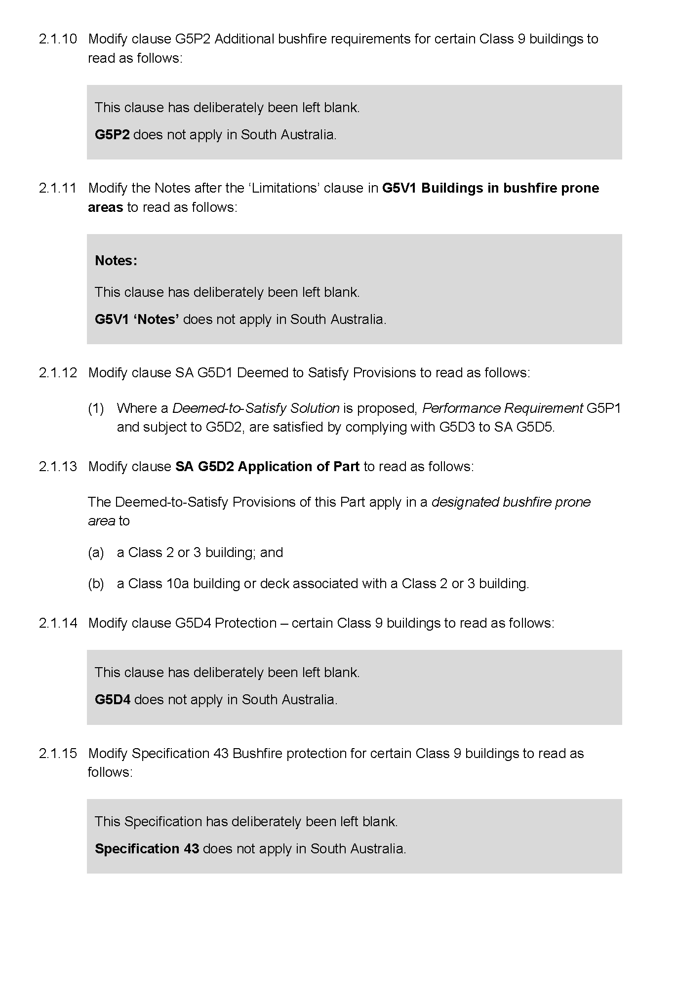 2.1.10 Modify clause G5P2 Additional bushfire requirements for certain Class 9 buildings to
read as follows:
This clause has deliberately been left blank.
G5P2 does not apply in South Australia.
2.1.11 Modify the Notes after the ‘Limitations’ clause in G5V1 Buildings in bushfire prone
areas to read as follows:
Notes:
This clause has deliberately been left blank.
G5V1 ‘Notes’ does not apply in South Australia.
2.1.12 Modify clause SA G5D1 Deemed to Satisfy Provisions to read as follows:
(1) Where a Deemed-to-Satisfy Solution is proposed, Performance Requirement G5P1
and subject to G5D2, are satisfied by complying with G5D3 to SA G5D5.
2.1.13 Modify clause SA G5D2 Application of Part to read as follows:
The Deemed-to-Satisfy Provisions of this Part apply in a designated bushfire prone
area to
(a) a Class 2 or 3 building; and
(b) a Class 10a building or deck associated with a Class 2 or 3 building.
2.1.14 Modify clause G5D4 Protection – certain Class 9 buildings to read as follows:
This clause has deliberately been left blank.
G5D4 does not apply in South Australia.
2.1.15 Modify Specification 43 Bushfire protection for certain Class 9 buildings to read as
follows:
This Specification has deliberately been left blank.
Specification 43 does not apply in South Australia.